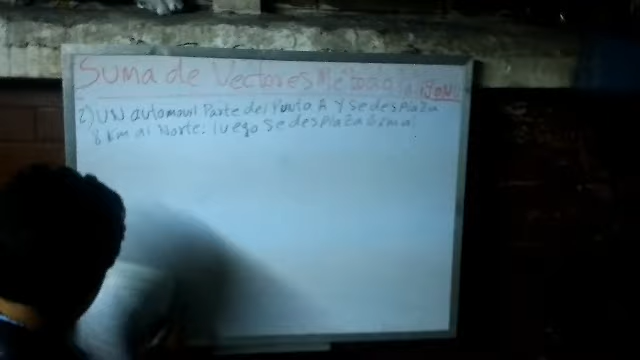 Suma de Vectores Método
2) UN automovil Parte del Punto A y se desplaza
8 Km al Norte. luego se desplaza 6 km al